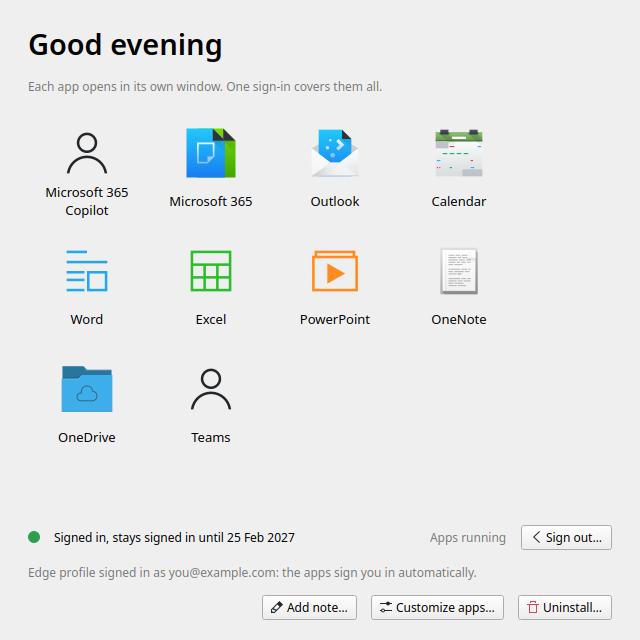 Good evening
Each app opens in its own window. One sign-in covers them all.
Microsoft 365 Copilot
Microsoft 365
Outlook
Calendar
Word
Excel
PowerPoint
OneNote
OneDrive
Teams
Signed in, stays signed in until 25 Feb 2027
Apps running
Sign out...
Edge profile signed in as you@example.com: the apps sign you in automatically.
Add note...
Customize apps...
Uninstall...